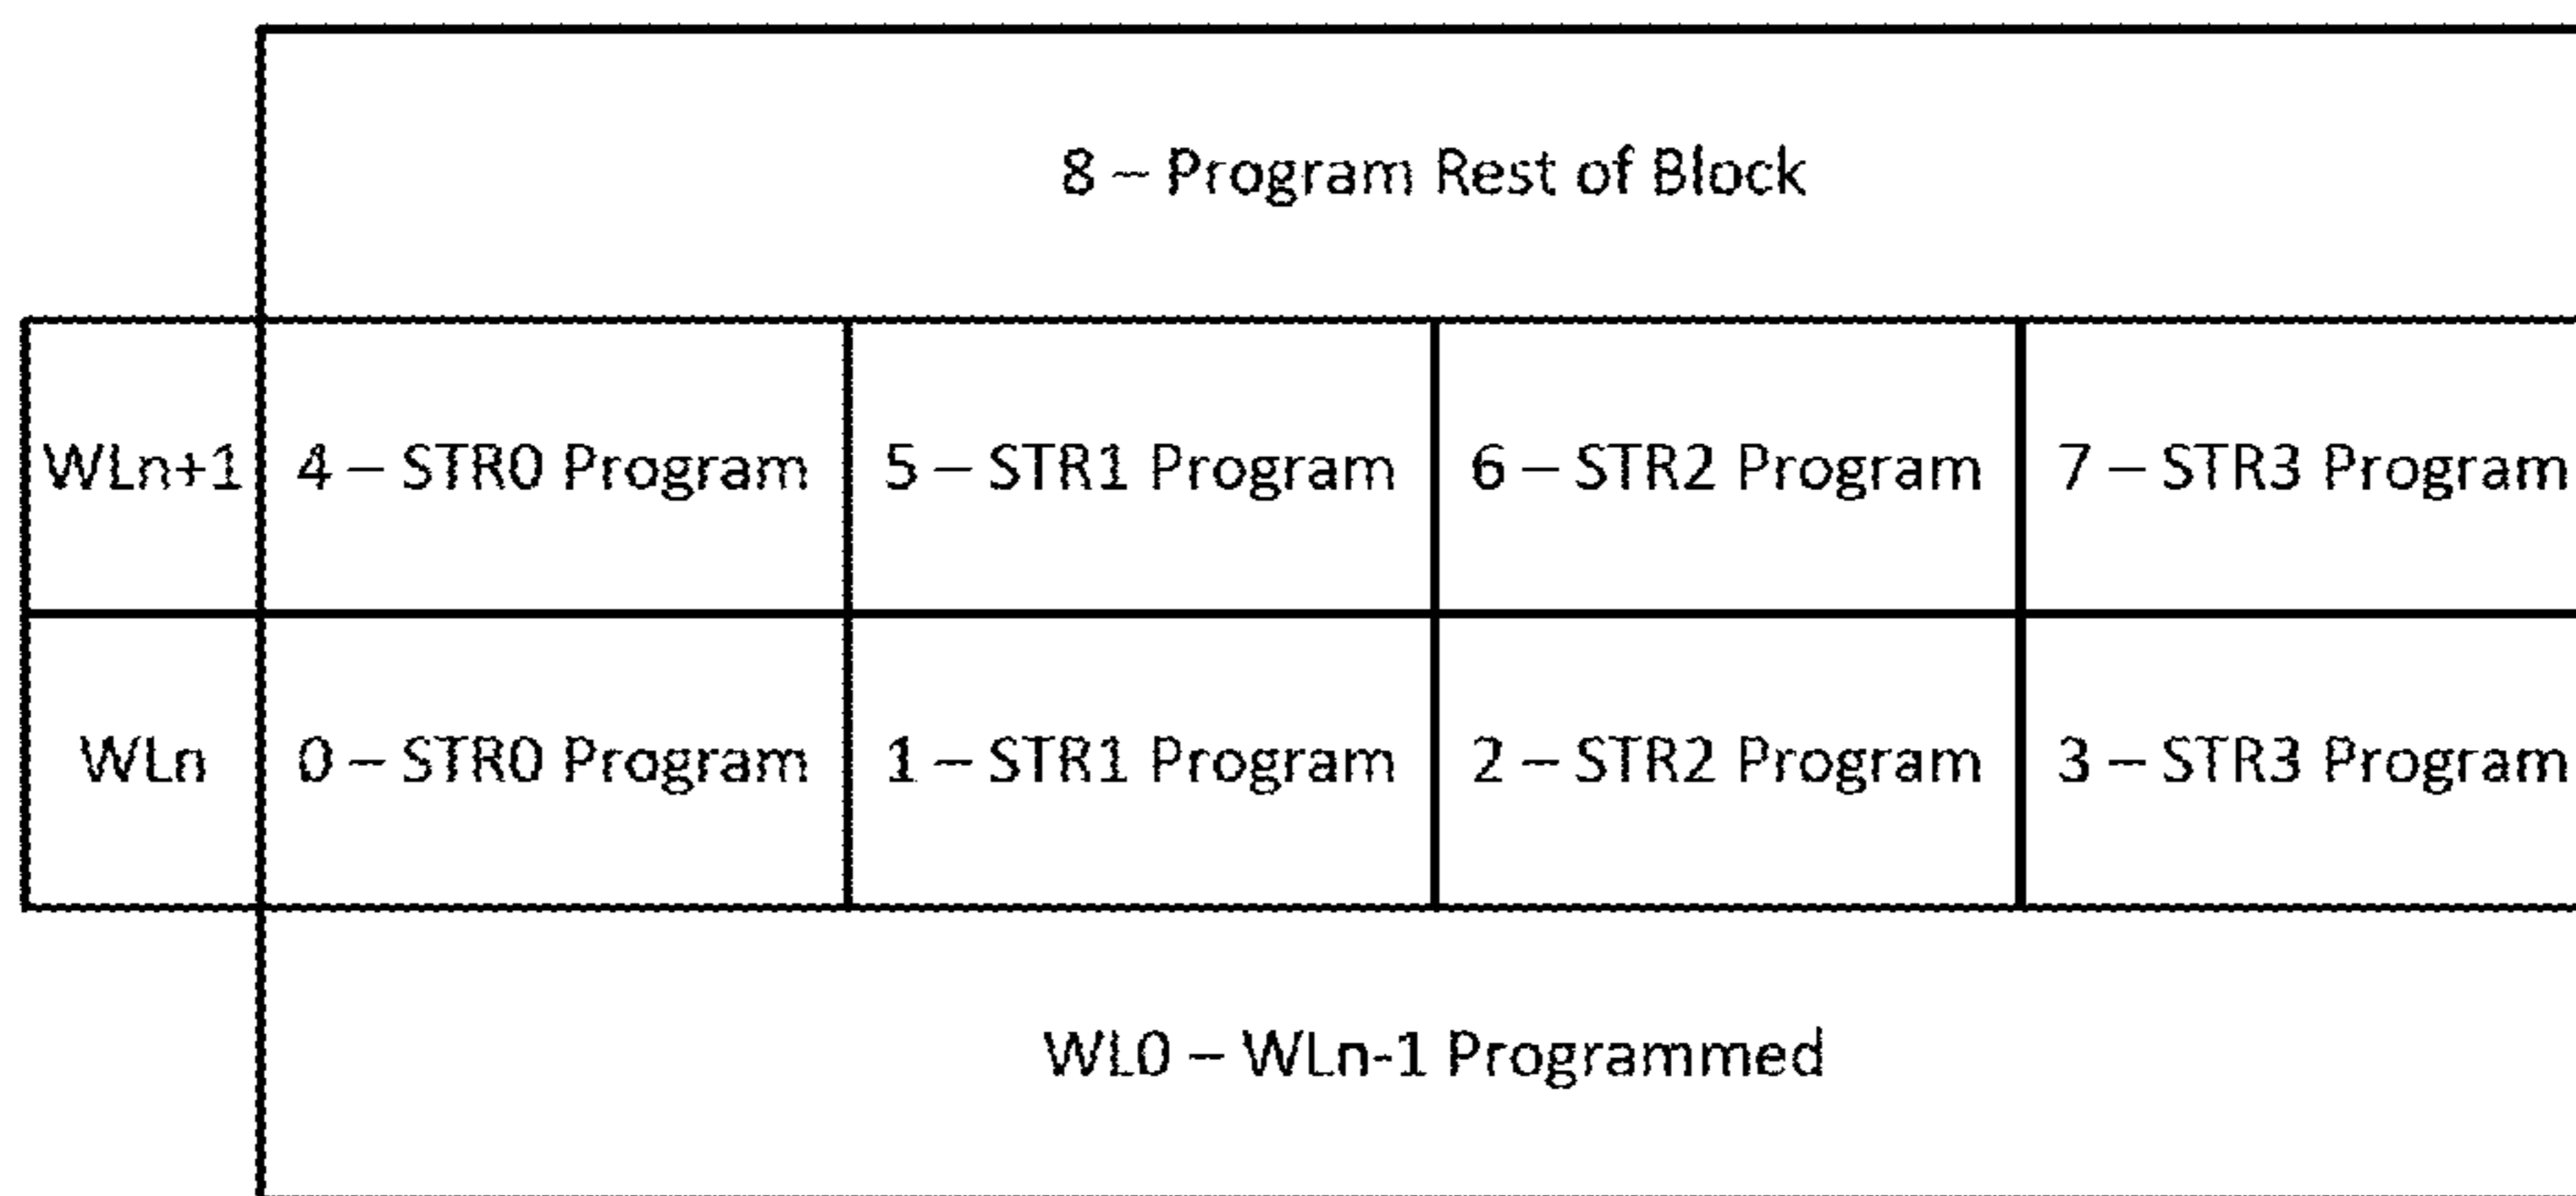 8 – Program Rest of Block
WLn+1 4 – STR0 Program 5 – STR1 Program 6 – STR2 Program 7 – STR3 Program
WLn 0 – STR0 Program 1 – STR1 Program 2 – STR2 Program 3 – STR3 Program
WL0 – WLn-1 Programmed